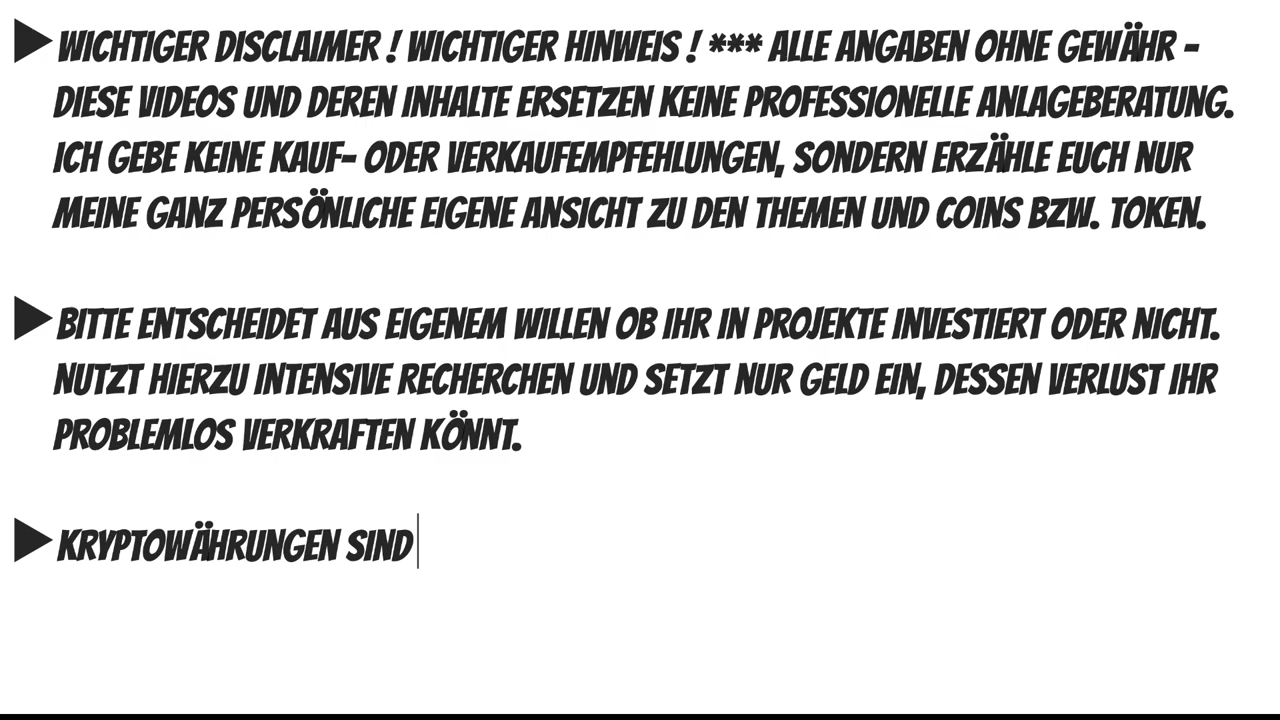 WICHTIGER DISCLAIMER ! WICHTIGER HINWEIS ! *** ALLE ANGABEN OHNE GEWÄHR -
DIESE VIDEOS UND DEREN INHALTE ERSETZEN KEINE PROFESSIONELLE ANLAGEBERATUNG.
ICH GEBE KEINE KAUF- ODER VERKAUFEMPFEHLUNGEN, SONDERN ERZÄHLE EUCH NUR
MEINE GANZ PERSÖNLICHE EIGENE ANSICHT ZU DEN THEMEN UND COINS BZW. TOKEN.
BITTE ENTSCHEIDET AUS EIGENEM WILLEN OB IHR IN PROJEKTE INVESTIERT ODER NICHT.
NUTZT HIERZU INTENSIVE RECHERCHEN UND SETZT NUR GELD EIN, DESSEN VERLUST IHR
PROBLEMLOS VERKRAFTEN KÖNNT.
KRYPTOWÄHRUNGEN SIND